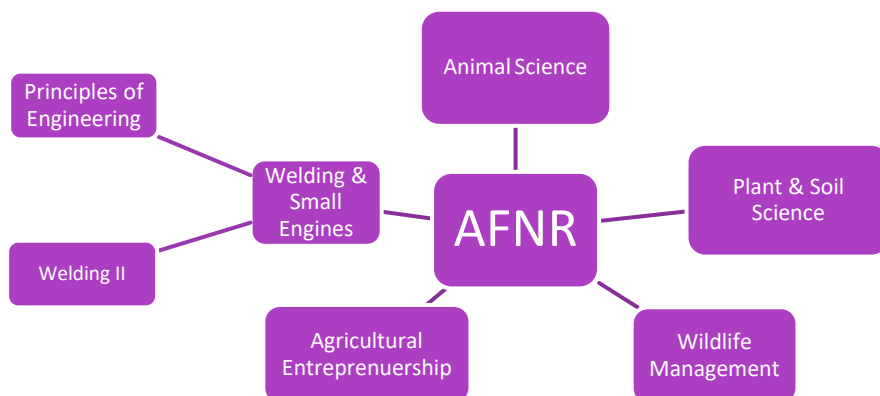 Animal Science
Principles of
Engineering
Welding &
Small
Engines
AFNR
Plant & Soil
Science
Welding II
Agricultural
Entreprenuership
Wildlife
Management